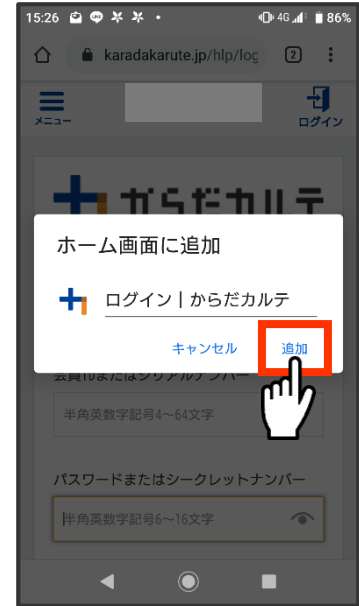 15:26 LINE 4G 86%
karadakarute.jp/hlp/log 2
メニュー
ログイン
からだカルテ
ホーム画面に追加
ログイン | からだカルテ
キャンセル 追加
会員IDまたはシリアルナンバー
半角英数字記号4~64文字
パスワードまたはシークレットナンバー
半角英数字記号6~16文字